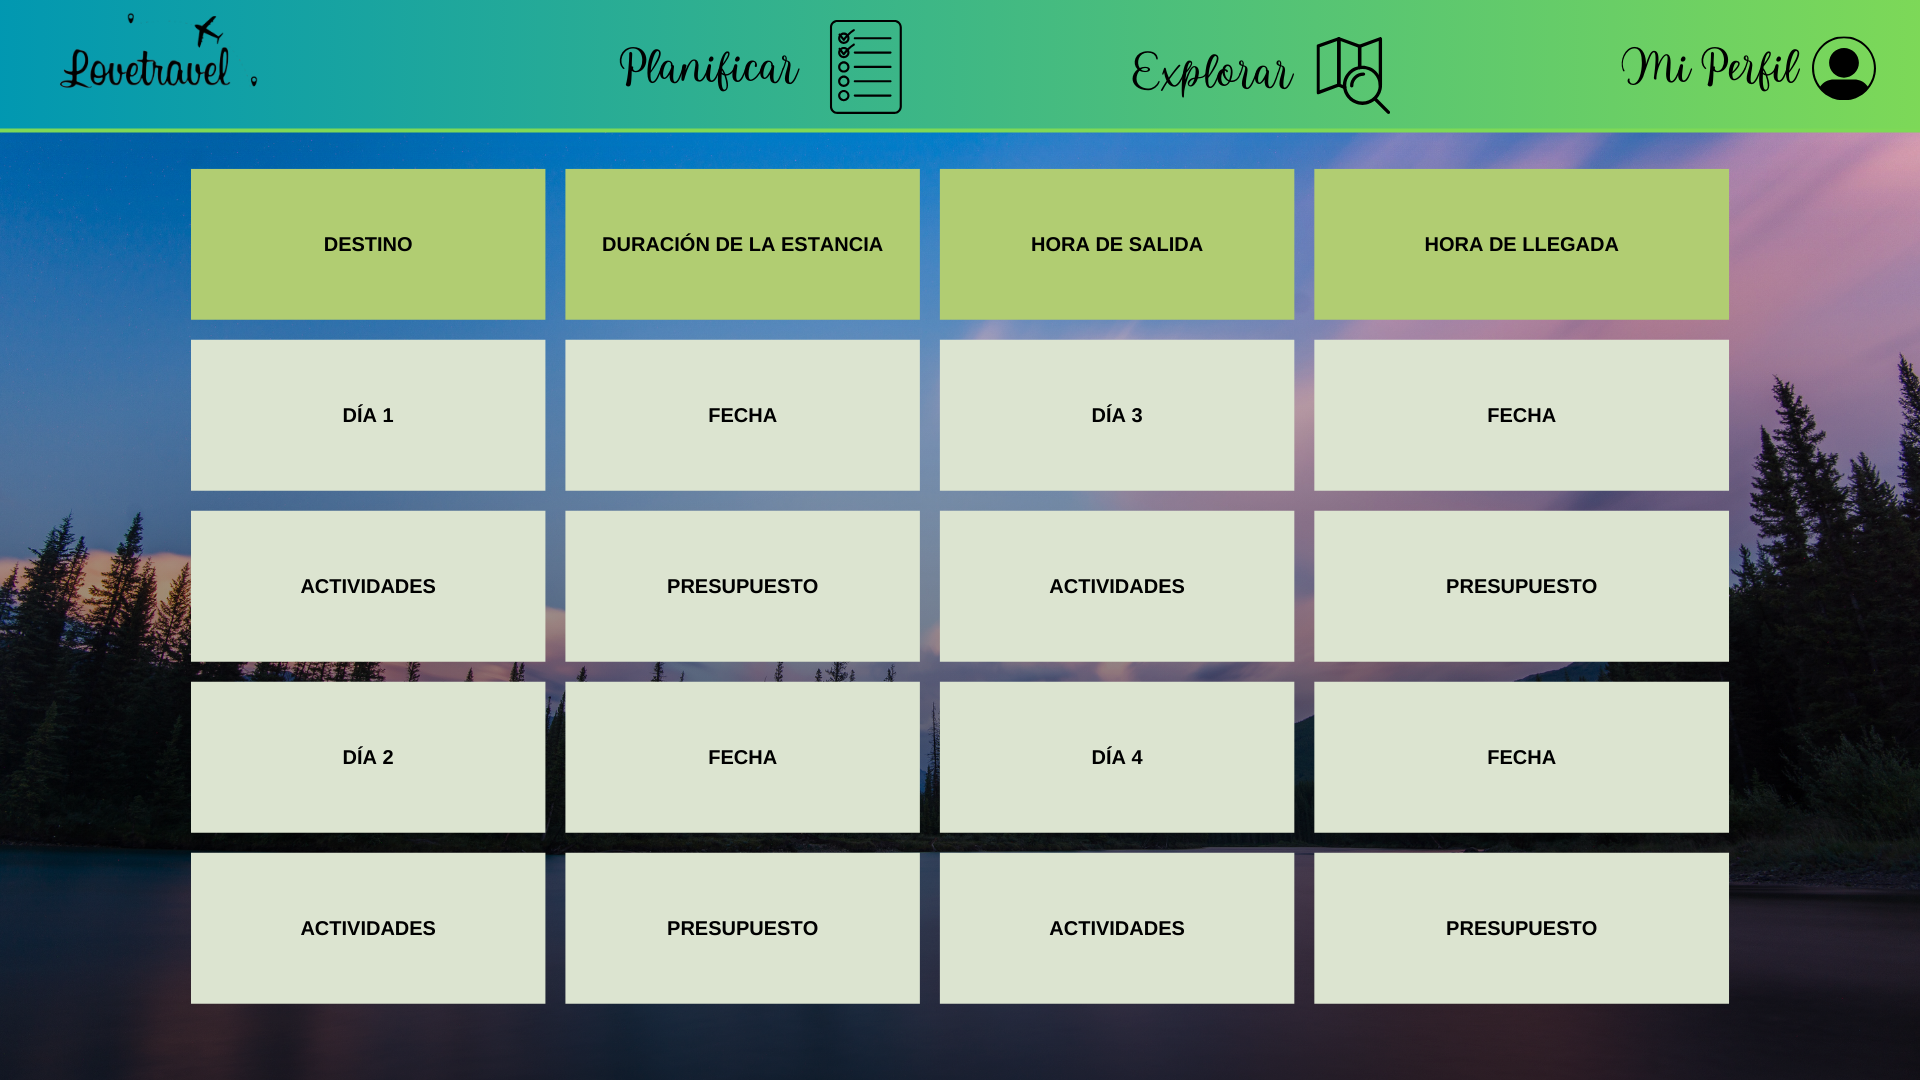 Lovetravel
Planificar
Explorar
Mi Perfil
DESTINO
DURACIÓN DE LA ESTANCIA
HORA DE SALIDA
HORA DE LLEGADA
DÍA 1
FECHA
DÍA 3
FECHA
ACTIVIDADES
PRESUPUESTO
ACTIVIDADES
PRESUPUESTO
DÍA 2
FECHA
DÍA 4
FECHA
ACTIVIDADES
PRESUPUESTO
ACTIVIDADES
PRESUPUESTO